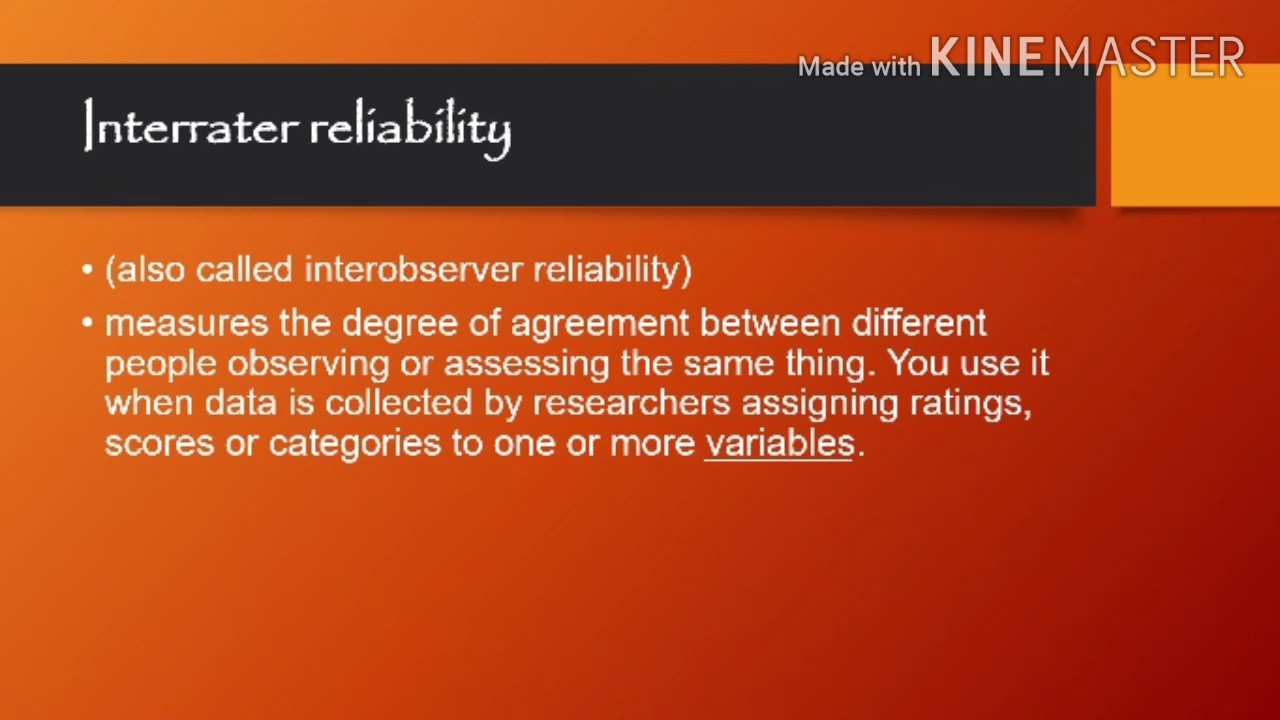 Made with KINEMASTER
Interrater reliability
• (also called interobserver reliability)
• measures the degree of agreement between different
people observing or assessing the same thing. You use it
when data is collected by researchers assigning ratings,
scores or categories to one or more variables.